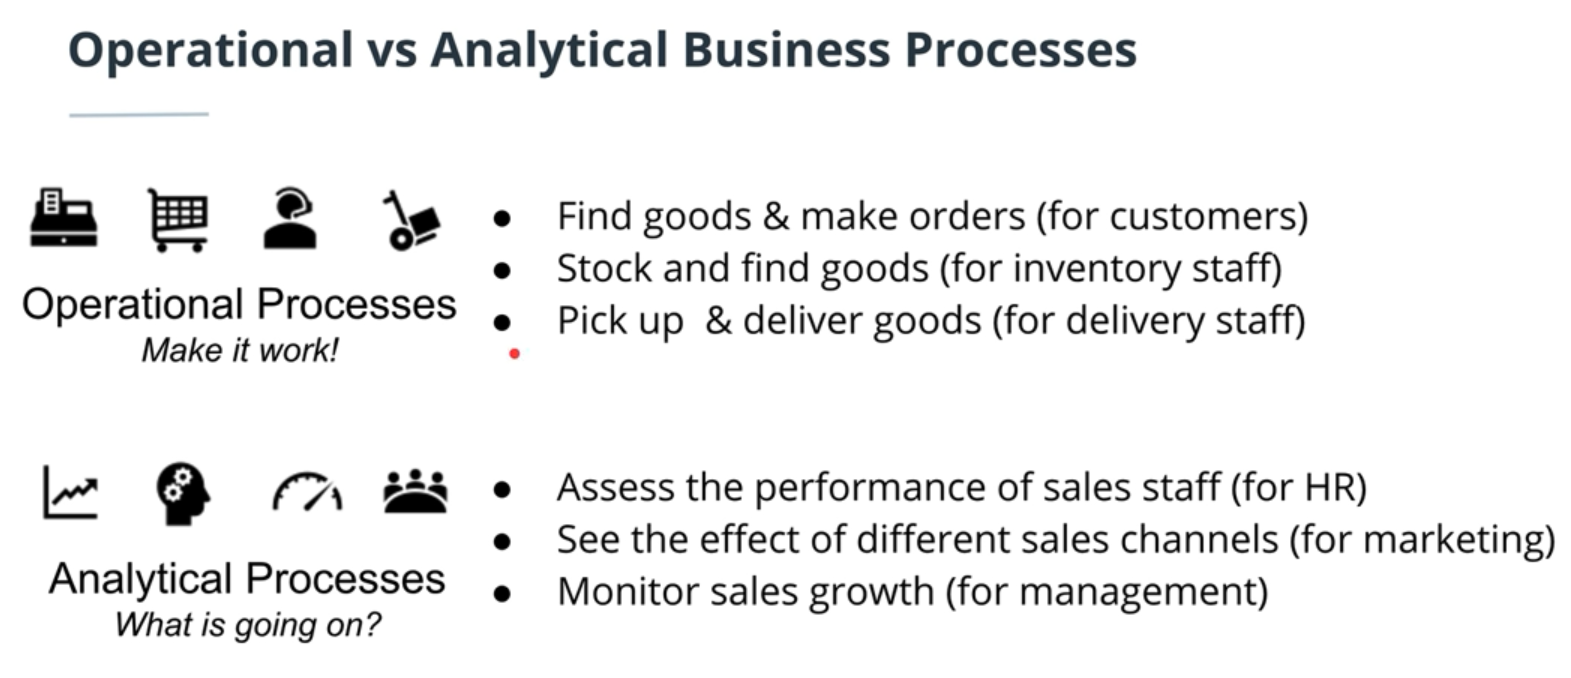 Operational vs Analytical Business Processes
Operational Processes
Make it work!
● Find goods & make orders (for customers)
● Stock and find goods (for inventory staff)
● Pick up  & deliver goods (for delivery staff)
Analytical Processes
What is going on?
● Assess the performance of sales staff (for HR)
● See the effect of different sales channels (for marketing)
● Monitor sales growth (for management)